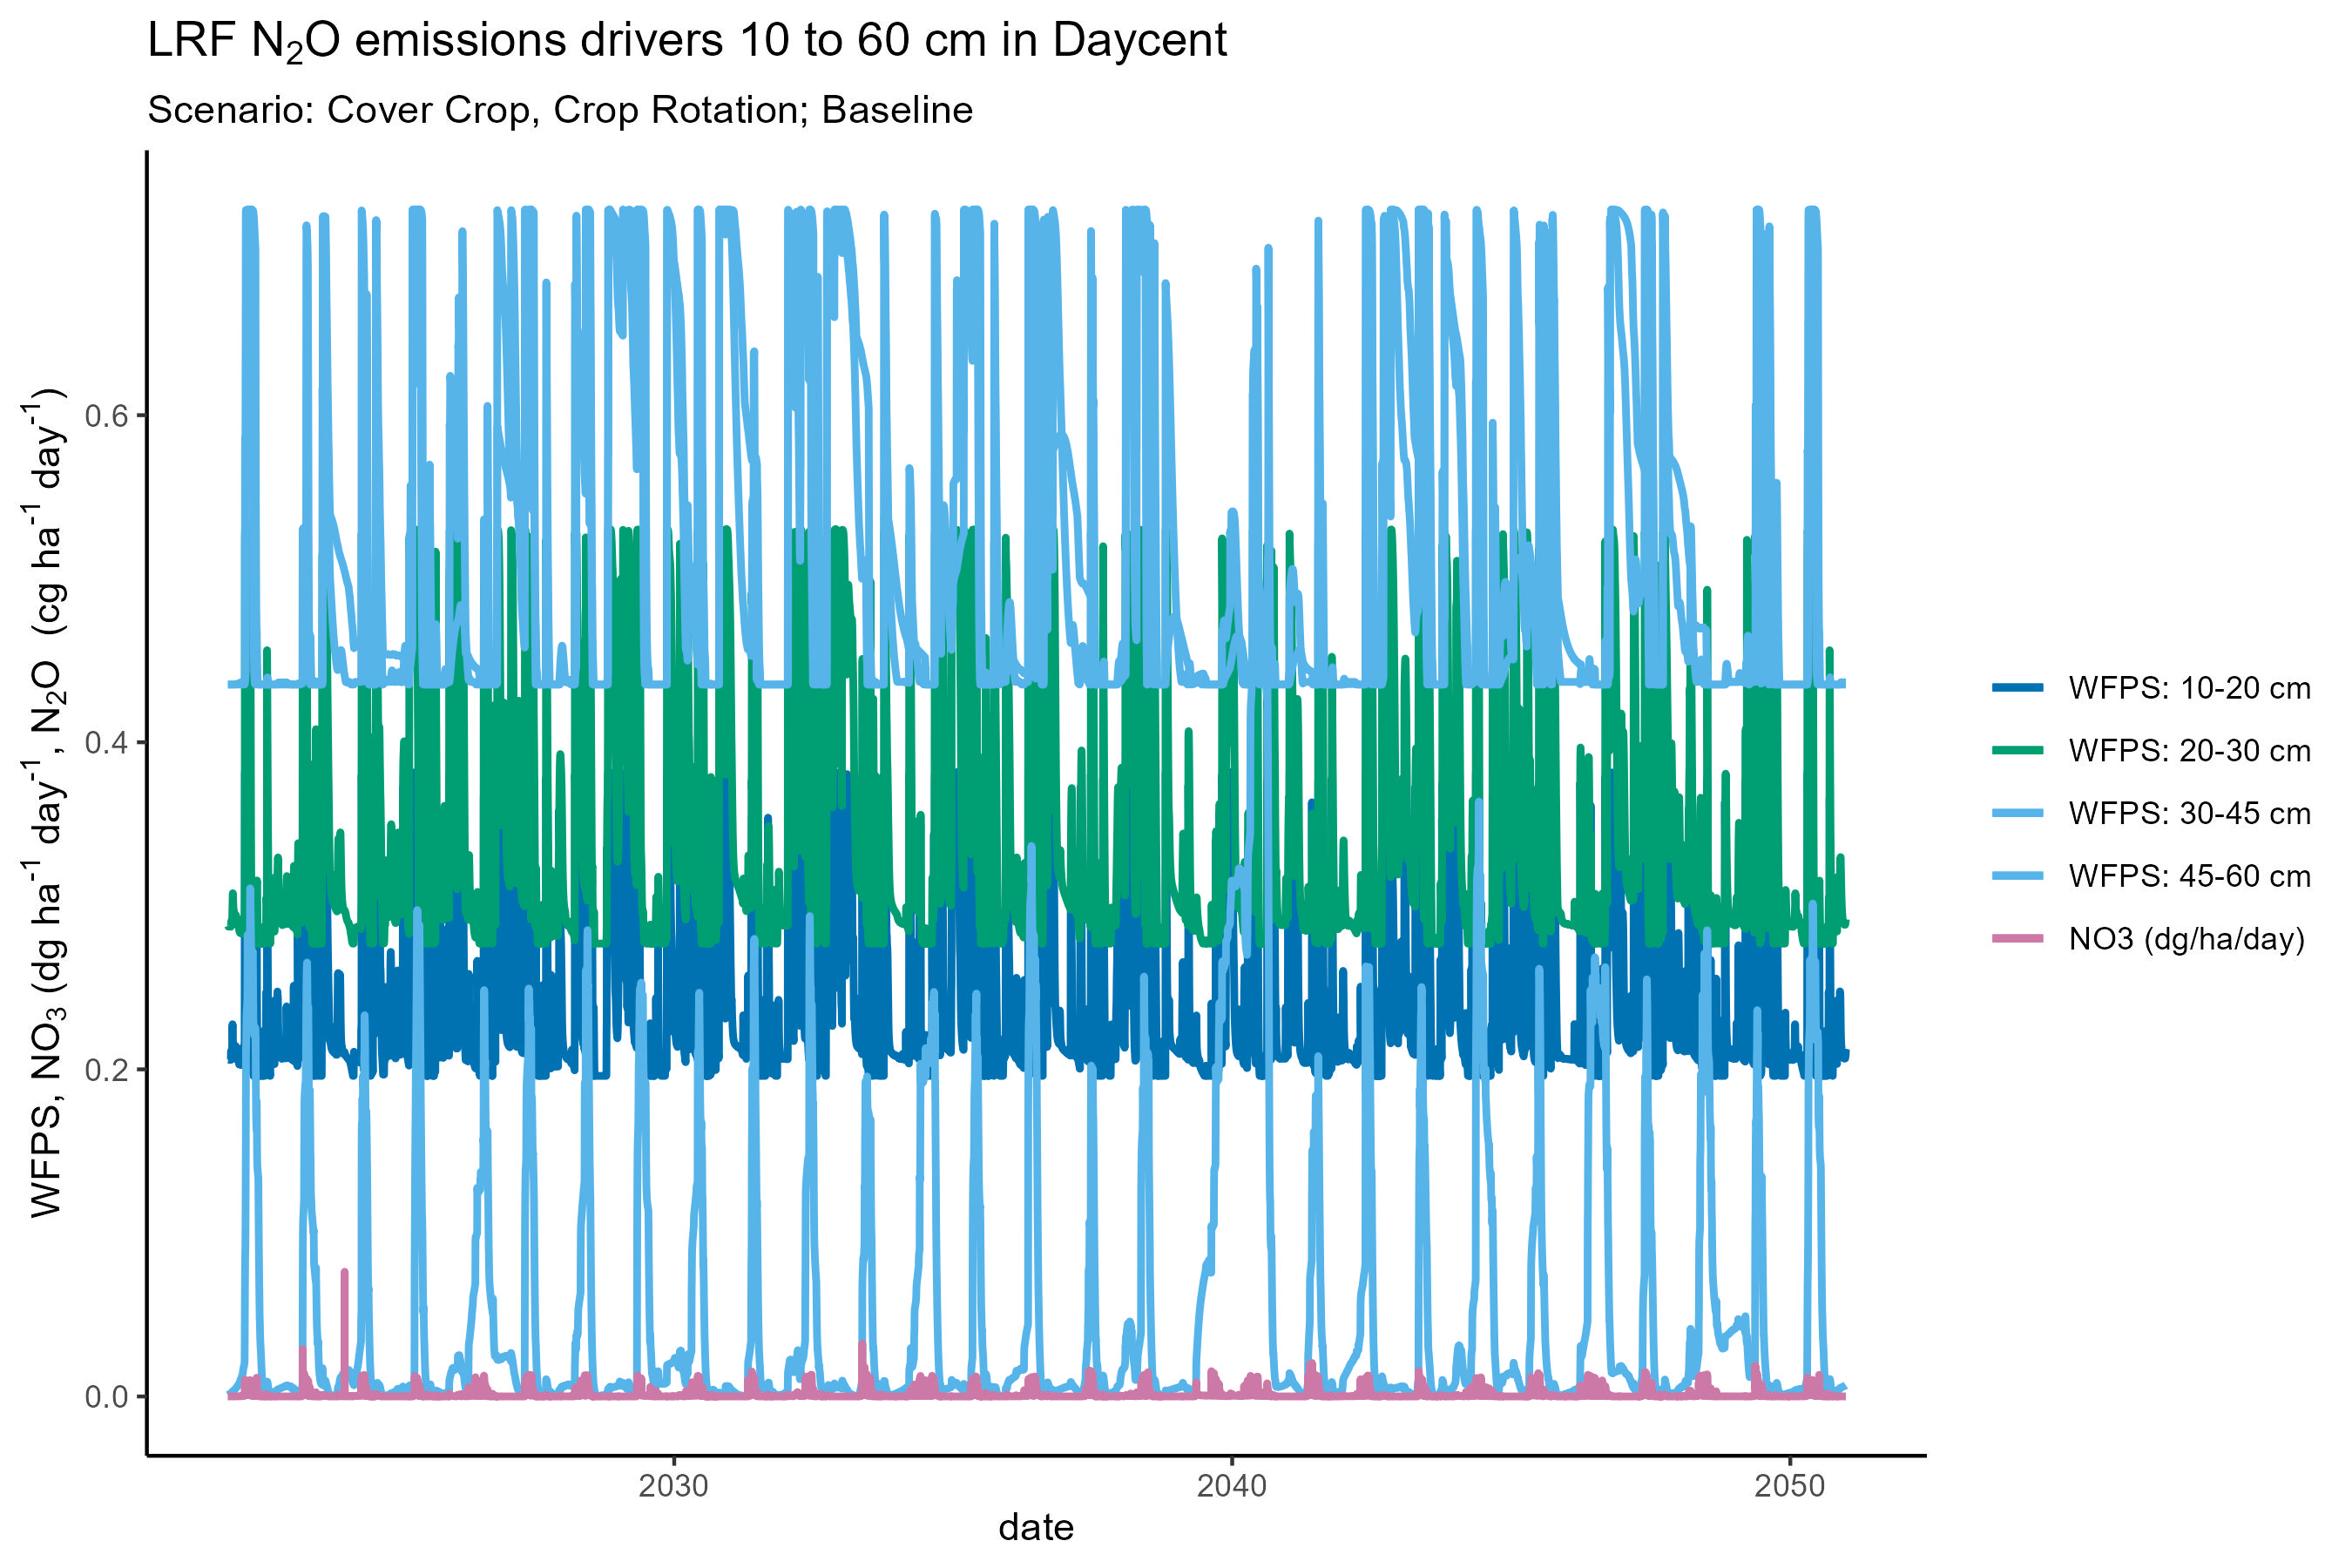 LRF N₂O emissions drivers 10 to 60 cm in Daycent
Scenario: Cover Crop, Crop Rotation; Baseline
WFPS, NO₃ (dg ha⁻¹ day⁻¹, N₂O (cg ha⁻¹ day⁻¹)
0.6
0.4
0.2
0.0
2030 2040 2050
date
WFPS: 10-20 cm
WFPS: 20-30 cm
WFPS: 30-45 cm
WFPS: 45-60 cm
NO3 (dg/ha/day)